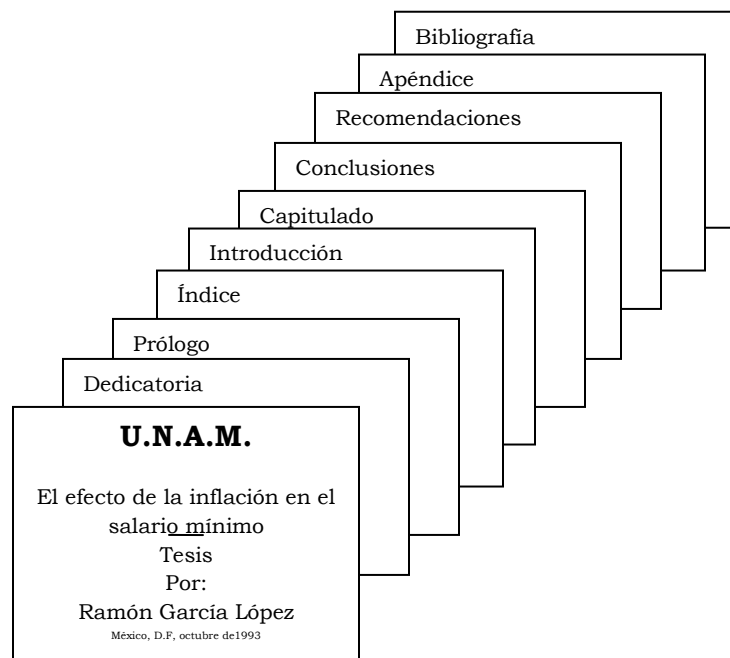 Bibliografía
Apéndice
Recomendaciones
Conclusiones
Capitulado
Introducción
Índice
Prólogo
Dedicatoria
U.N.A.M.
El efecto de la inflación en el
salario mínimo
Tesis
Por:
Ramón García López
México, D.F, octubre de1993